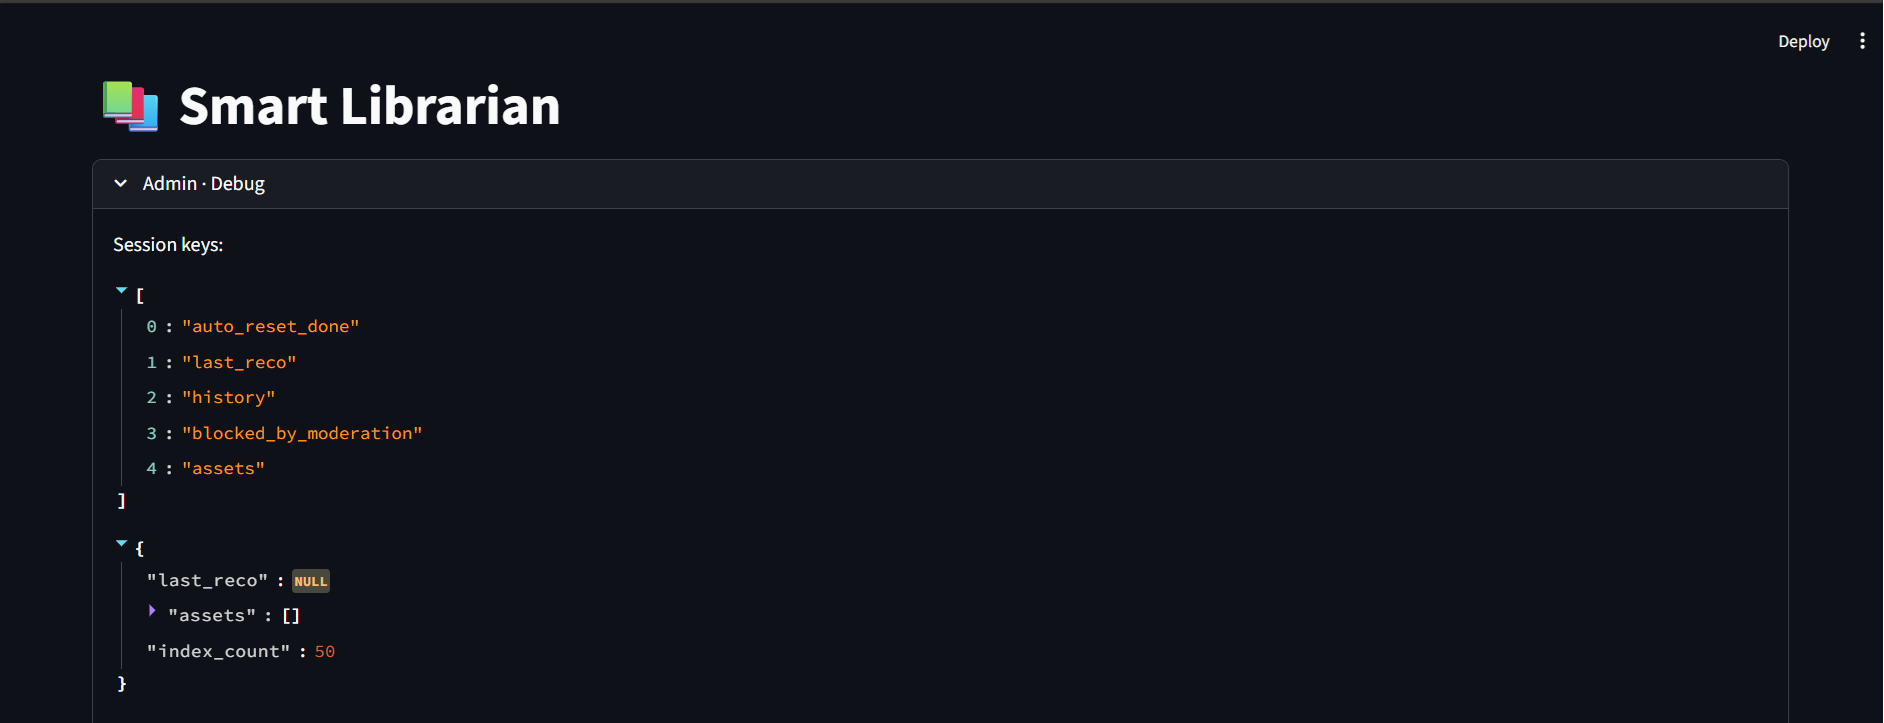 Deploy
Smart Librarian
Admin · Debug
Session keys:
[
0 : "auto_reset_done"
1 : "last_reco"
2 : "history"
3 : "blocked_by_moderation"
4 : "assets"
]
{
"last_reco" : NULL
"assets" : []
"index_count" : 50
}